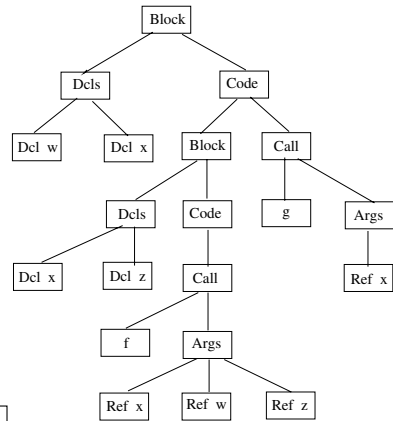 Block
Dcls Code
Dcl w Dcl x Block Call
Dcls Code g Args
Dcl x Dcl z Call Ref x
f Args
Ref x Ref w Ref z